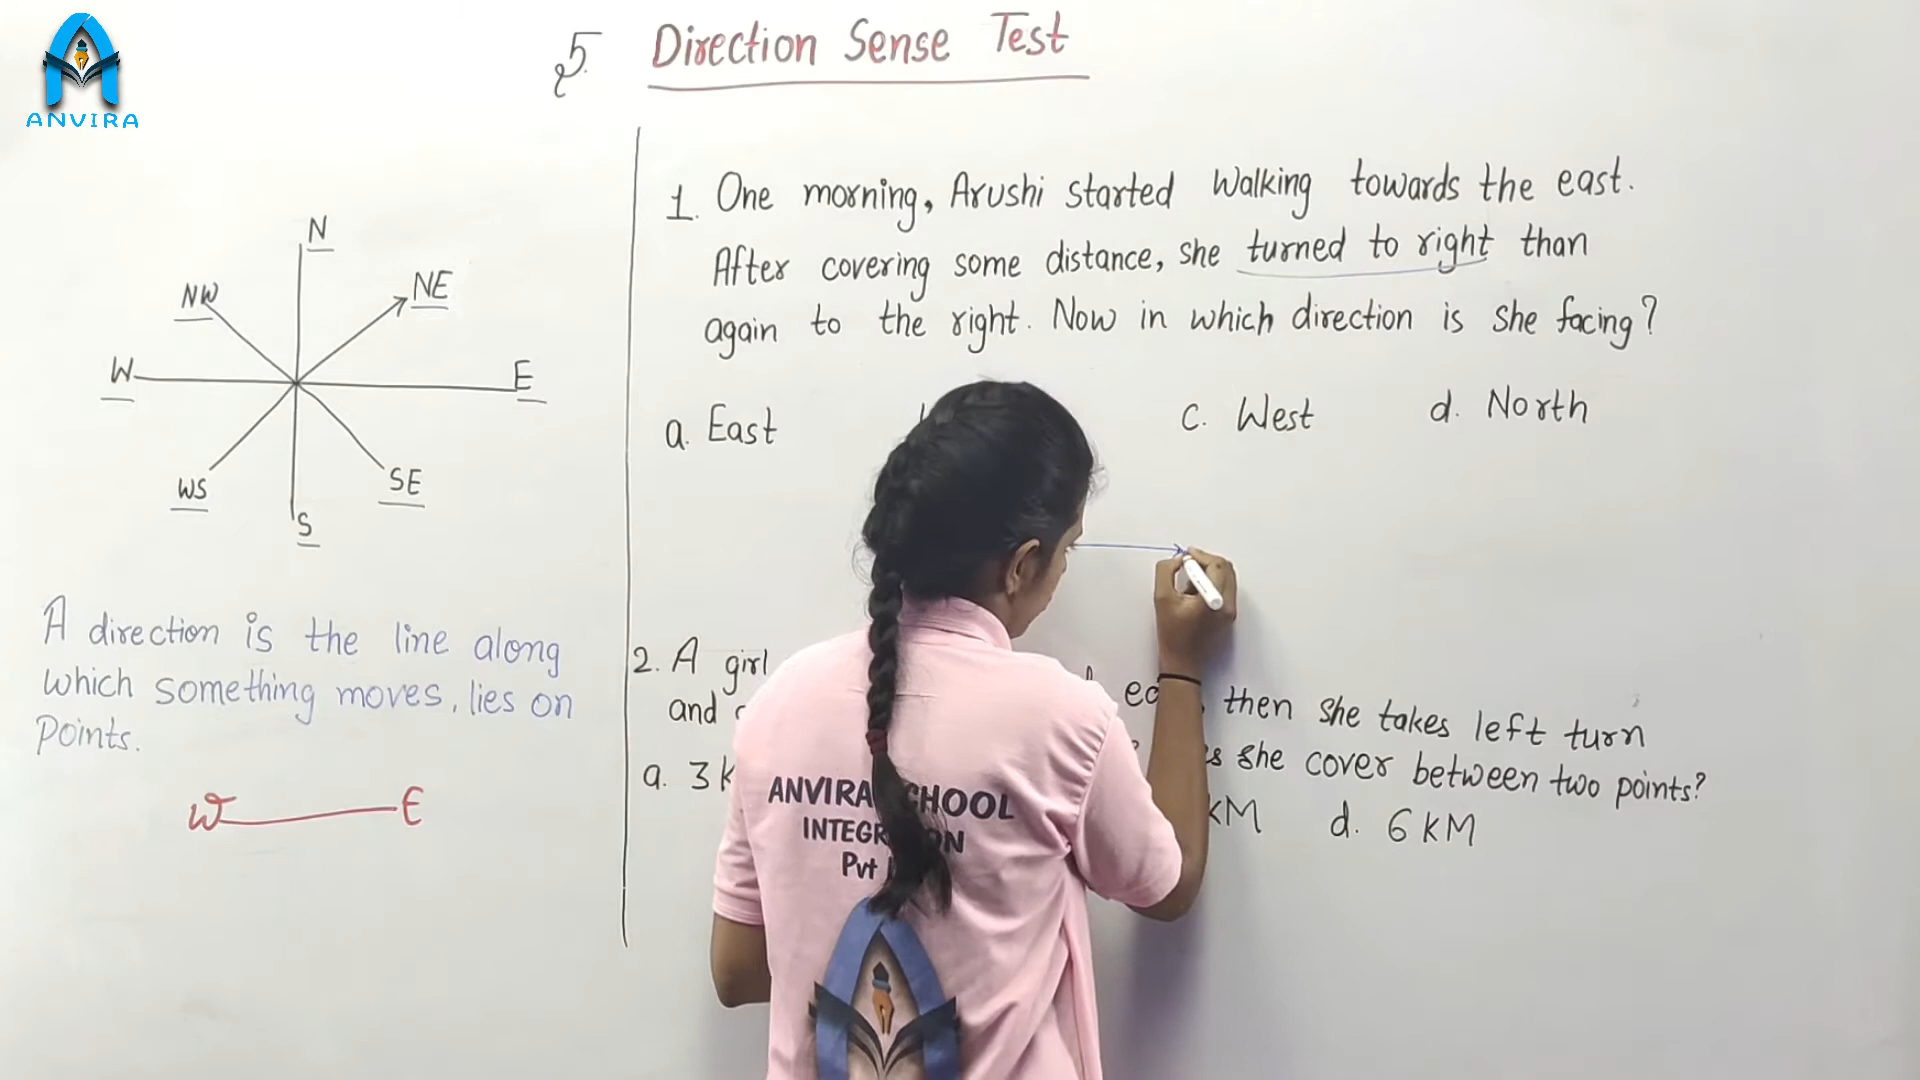 ANVIRA
5. Direction Sense Test
N
NW
NE
W
E
WS
SE
S
A direction is the line along
which something moves, lies on
points.
W E
1. One morning, Arushi started walking towards the east.
After covering some distance, she turned to right than
again to the right. Now in which direction is she facing?
a. East c. West d. North
2. A girl then she takes left turn
and she cover between two points?
a. 3 KM d. 6 KM
ANVIRA SCHOOL
Pvt